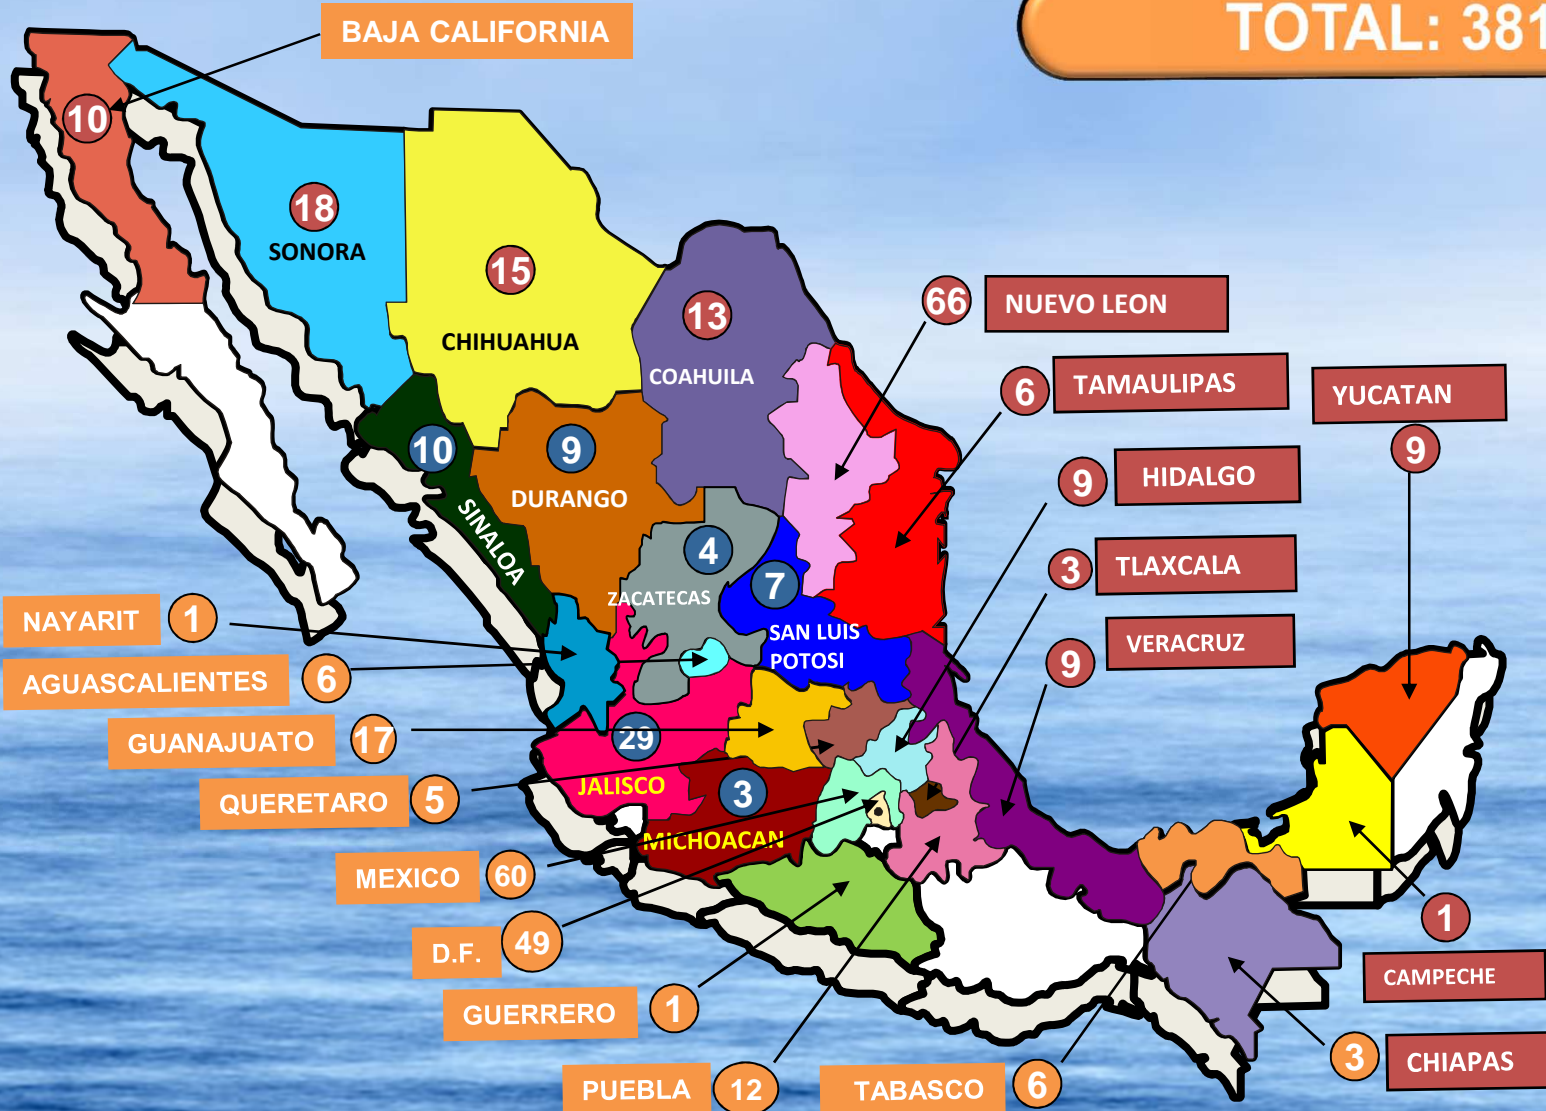 BAJA CALIFORNIA
TOTAL: 381
10
18
SONORA
15
CHIHUAHUA
13
COAHUILA
66
NUEVO LEON
6
TAMAULIPAS
YUCATAN
9
10
SINALOA
9
DURANGO
9
HIDALGO
4
ZACATECAS
7
SAN LUIS
POTOSI
3
TLAXCALA
9
VERACRUZ
NAYARIT
1
AGUASCALIENTES
6
GUANAJUATO
17
29
JALISCO
QUERETARO
5
3
MICHOACAN
MEXICO
60
D.F.
49
GUERRERO
1
PUEBLA
12
TABASCO
6
1
CAMPECHE
3
CHIAPAS